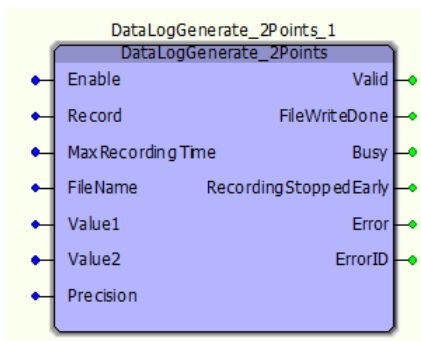 DataLogGenerate_2Points_1
DataLogGenerate_2Points
Enable Valid
Record FileWriteDone
MaxRecordingTime Busy
FileName RecordingStoppedEarly
Value1 Error
Value2 ErrorID
Precision